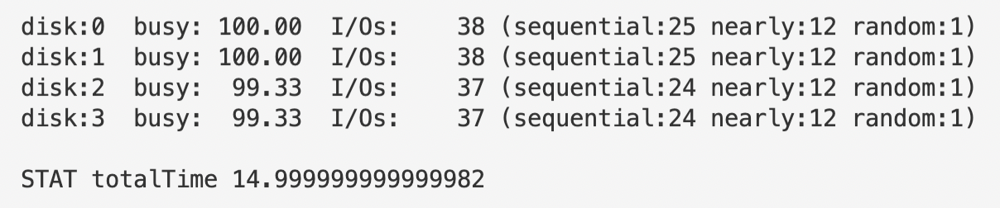 disk:0  busy: 100.00  I/Os:    38 (sequential:25 nearly:12 random:1)
disk:1  busy: 100.00  I/Os:    38 (sequential:25 nearly:12 random:1)
disk:2  busy:  99.33  I/Os:    37 (sequential:24 nearly:12 random:1)
disk:3  busy:  99.33  I/Os:    37 (sequential:24 nearly:12 random:1)
STAT totalTime 14.999999999999982